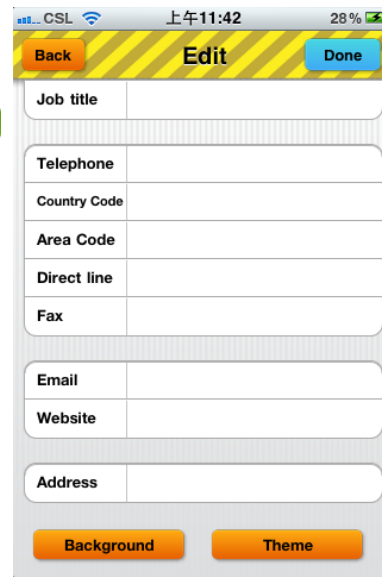 CSL 上午11:42 28%
Back Edit Done
Job title
Telephone
Country Code
Area Code
Direct line
Fax
Email
Website
Address
Background Theme